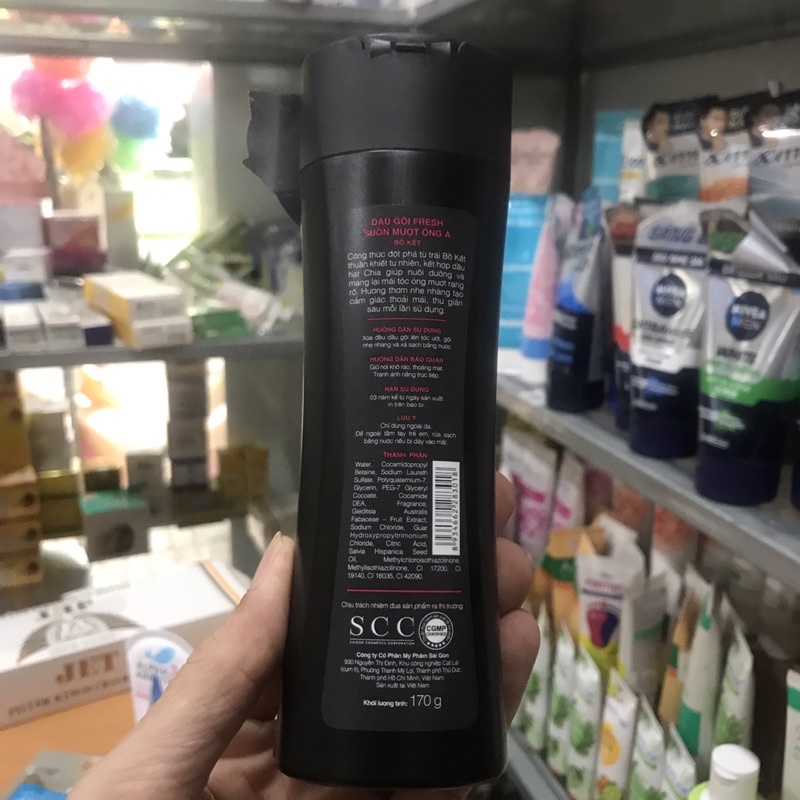 DẦU GỘI FRESH
SUÔN MƯỢT ÓNG Ả
BỒ KẾT
Công thức đột phá từ trái Bồ Kết
thuần khiết tự nhiên, kết hợp dầu
hạt Chia giúp nuôi dưỡng và
mang lại mái tóc óng mượt rạng
rỡ. Hương thơm nhẹ nhàng tạo
cảm giác thoải mái, thư giãn
sau mỗi lần sử dụng.
HƯỚNG DẪN SỬ DỤNG
Xoa đều dầu gội lên tóc ướt, gội
nhẹ nhàng và xả sạch bằng nước.
HƯỚNG DẪN BẢO QUẢN
Giữ nơi khô ráo, thoáng mát.
Tránh ánh nắng trực tiếp.
HẠN SỬ DỤNG
03 năm kể từ ngày sản xuất
in trên bao bì.
LƯU Ý
Chỉ dùng ngoài da.
Để ngoài tầm tay trẻ em, rửa sạch
bằng nước nếu bị dây vào mắt.
THÀNH PHẦN
Water, Cocamidopropyl
Betaine, Sodium Laureth
Sulfate, Polyquaternium-7,
Glycerin, PEG-7 Glyceryl
Cocoate, Cocamide
DEA, Fragrance,
Gleditsia Australis
Fabaceae – Fruit Extract,
Sodium Chloride, Guar
Hydroxypropyltrimonium
Chloride, Citric Acid,
Salvia Hispanica Seed
Oil, Methylchloroisothiazolinone,
Methylisothiazolinone, CI 17200, CI
19140, CI 16035, CI 42090
8934662283018
Chịu trách nhiệm đưa sản phẩm ra thị trường
SCC
SAIGON COSMETICS CORPORATION
CGMP
CERTIFIED
Công ty Cổ Phần Mỹ Phẩm Sài Gòn
930 Nguyễn Thị Định, Khu công nghiệp Cát Lái
(cụm II), Phường Thạnh Mỹ Lợi, Thành phố Thủ Đức,
Thành phố Hồ Chí Minh, Việt Nam
Sản xuất tại Việt Nam
Khối lượng tịnh: 170 g
NIVEA
MEN
NIVEA
JET